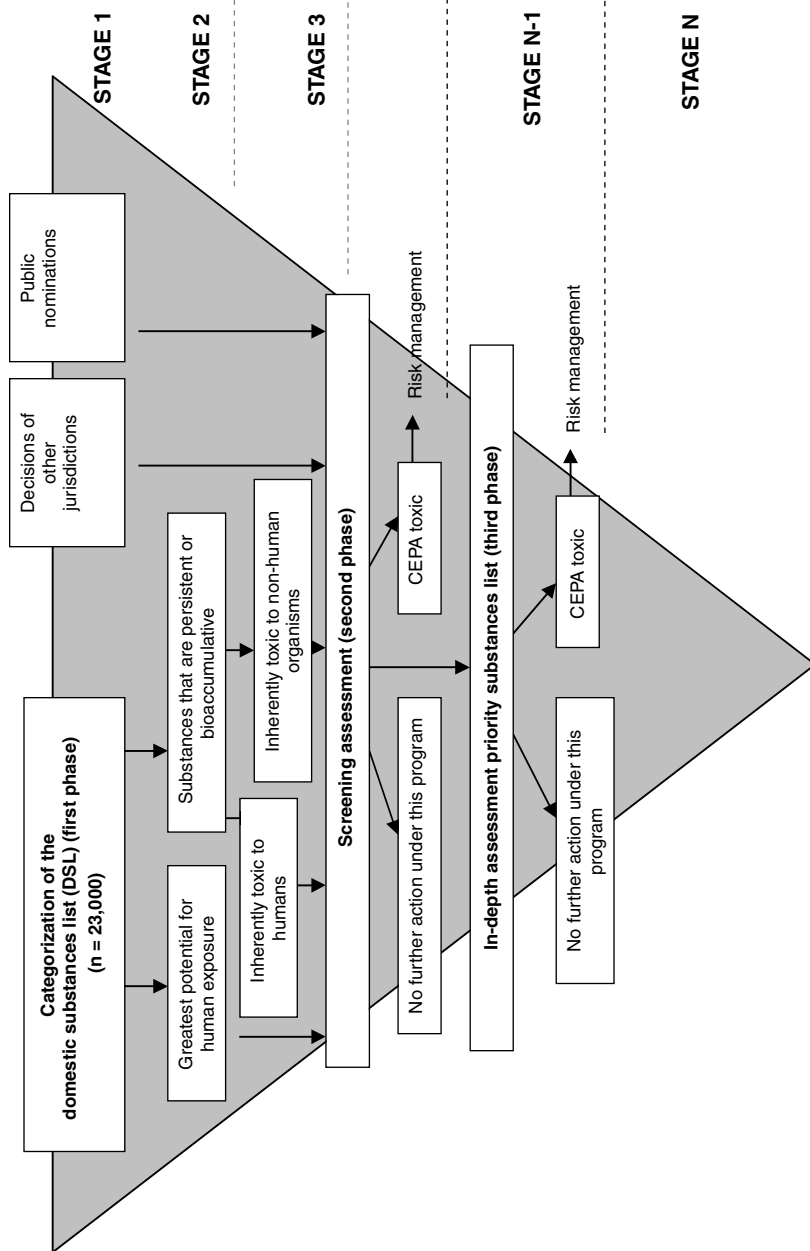 Categorization of the
domestic substances list (DSL) (first phase)
(n = 23,000)
Decisions of
other
jurisdictions
Public
nominations
STAGE 1
Greatest potential for
human exposure
Substances that are persistent or
bioaccumulative
STAGE 2
Inherently toxic to
humans
Inherently toxic to non-human
organisms
STAGE 3
Screening assessment (second phase)
No further action under this program
CEPA toxic
Risk management
In-depth assessment priority substances list (third phase)
STAGE N-1
No further action under this
program
CEPA toxic
Risk management
STAGE N